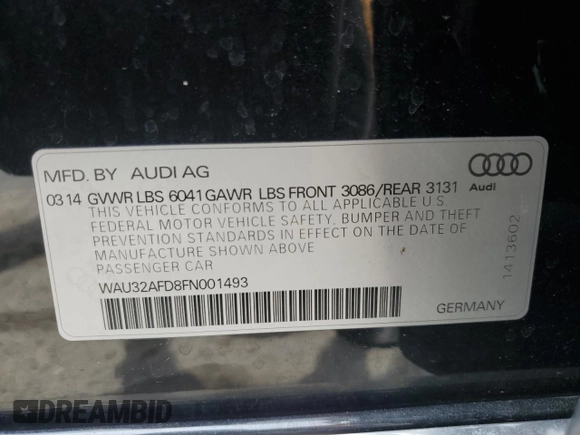 MFD. BY AUDI AG
Audi
03 14 GVWR LBS 6041 GAWR LBS FRONT 3086/REAR 3131
THIS VEHICLE CONFORMS TO ALL APPLICABLE U.S.
FEDERAL MOTOR VEHICLE SAFETY, BUMPER AND THEFT
PREVENTION STANDARDS IN EFFECT ON THE DATE OF
MANUFACTURE SHOWN ABOVE
PASSENGER CAR
WAU32AFD8FN001493
GERMANY
1413602
DREAMBID